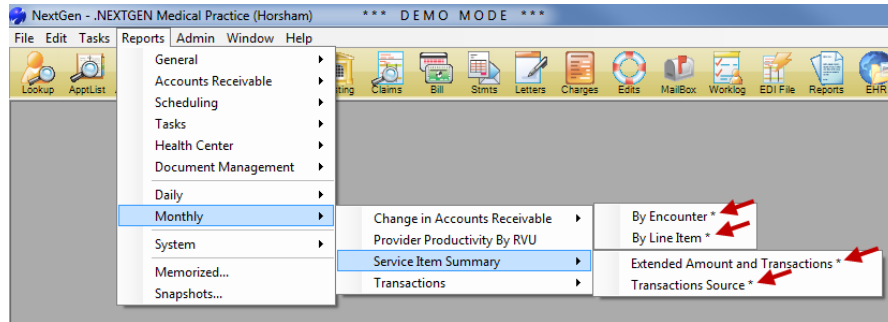 NextGen - .NEXTGEN Medical Practice (Horsham) *** DEMO MODE ***
File Edit Tasks Reports Admin Window Help
Lookup ApptList ting Claims Bill Stmts Letters Charges Edits MailBox Worklog EDI File Reports EHR
General
Accounts Receivable
Scheduling
Tasks
Health Center
Document Management
Daily
Monthly
System
Memorized...
Snapshots...
Change in Accounts Receivable
Provider Productivity By RVU
Service Item Summary
Transactions
By Encounter *
By Line Item *
Extended Amount and Transactions *
Transactions Source *